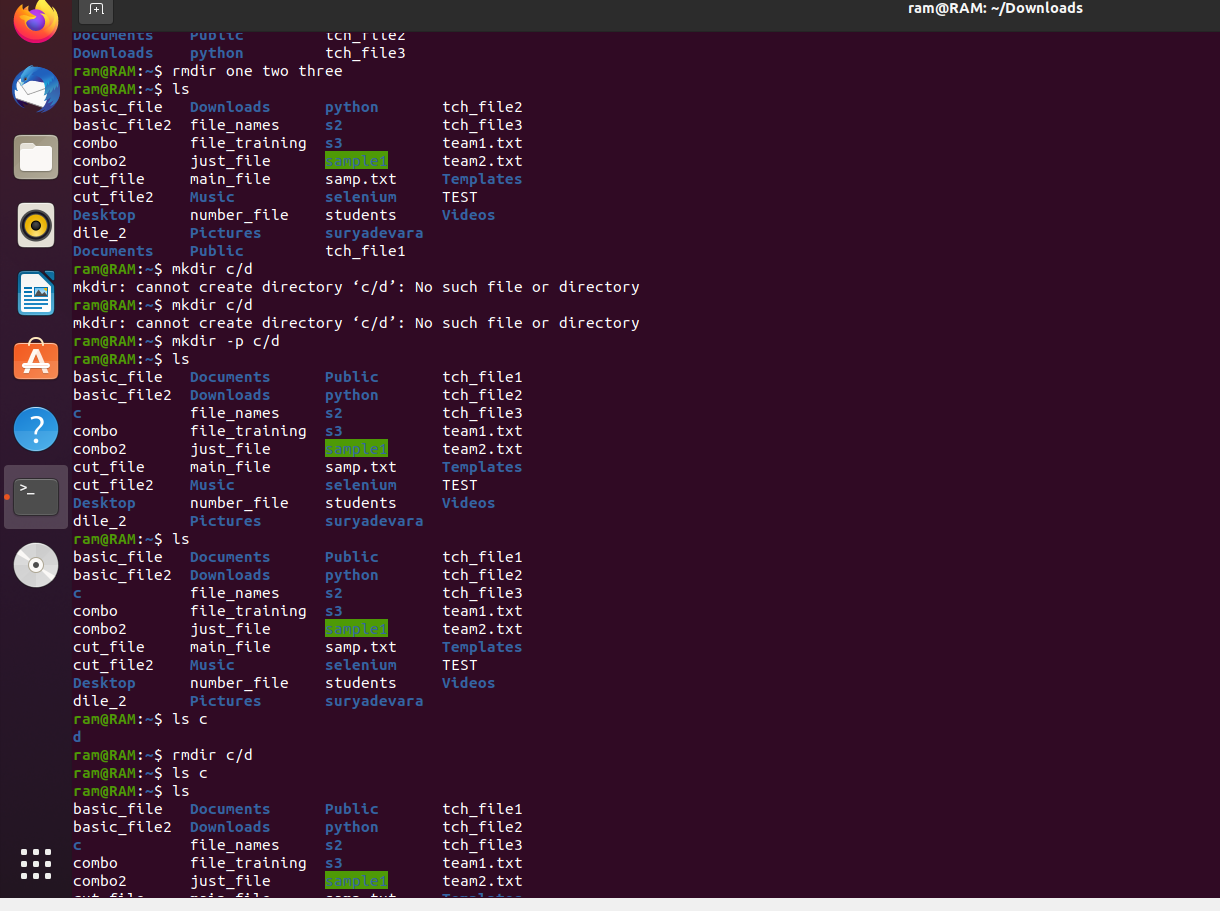 ram@RAM: ~/Downloads
Documents Public tch_file2
Downloads python tch_file3
ram@RAM:~$ rmdir one two three
ram@RAM:~$ ls
basic_file Downloads python tch_file2
basic_file2 file_names s2 tch_file3
combo file_training s3 team1.txt
combo2 just_file sample1 team2.txt
cut_file main_file samp.txt Templates
cut_file2 Music selenium TEST
Desktop number_file students Videos
dile_2 Pictures suryadevara
Documents Public tch_file1
ram@RAM:~$ mkdir c/d
mkdir: cannot create directory ‘c/d’: No such file or directory
ram@RAM:~$ mkdir c/d
mkdir: cannot create directory ‘c/d’: No such file or directory
ram@RAM:~$ mkdir -p c/d
ram@RAM:~$ ls
basic_file Documents Public tch_file1
basic_file2 Downloads python tch_file2
c file_names s2 tch_file3
combo file_training s3 team1.txt
combo2 just_file sample1 team2.txt
cut_file main_file samp.txt Templates
cut_file2 Music selenium TEST
Desktop number_file students Videos
dile_2 Pictures suryadevara
ram@RAM:~$ ls
basic_file Documents Public tch_file1
basic_file2 Downloads python tch_file2
c file_names s2 tch_file3
combo file_training s3 team1.txt
combo2 just_file sample1 team2.txt
cut_file main_file samp.txt Templates
cut_file2 Music selenium TEST
Desktop number_file students Videos
dile_2 Pictures suryadevara
ram@RAM:~$ ls c
d
ram@RAM:~$ rmdir c/d
ram@RAM:~$ ls c
ram@RAM:~$ ls
basic_file Documents Public tch_file1
basic_file2 Downloads python tch_file2
c file_names s2 tch_file3
combo file_training s3 team1.txt
combo2 just_file sample1 team2.txt